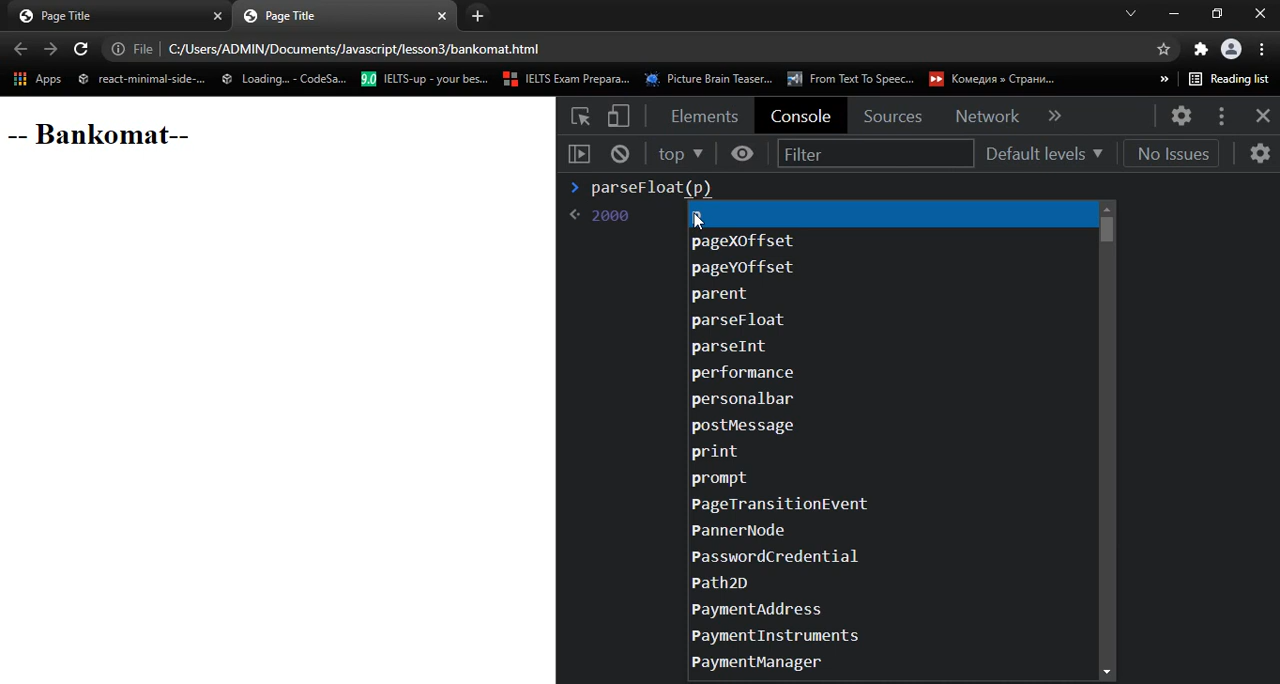 Page Title
Page Title
File
C:/Users/ADMIN/Documents/Javascript/lesson3/bankomat.html
Apps
react-minimal-side-...
Loading... - CodeSa...
9.0 IELTS-up - your bes...
IELTS Exam Prepara...
Picture Brain Teaser...
From Text To Speec...
Комедия » Страни...
»
Reading list
-- Bankomat--
Elements
Console
Sources
Network
»
top
Filter
Default levels
No Issues
> parseFloat(p)
2000
p
pageXOffset
pageYOffset
parent
parseFloat
parseInt
performance
personalbar
postMessage
print
prompt
PageTransitionEvent
PannerNode
PasswordCredential
Path2D
PaymentAddress
PaymentInstruments
PaymentManager